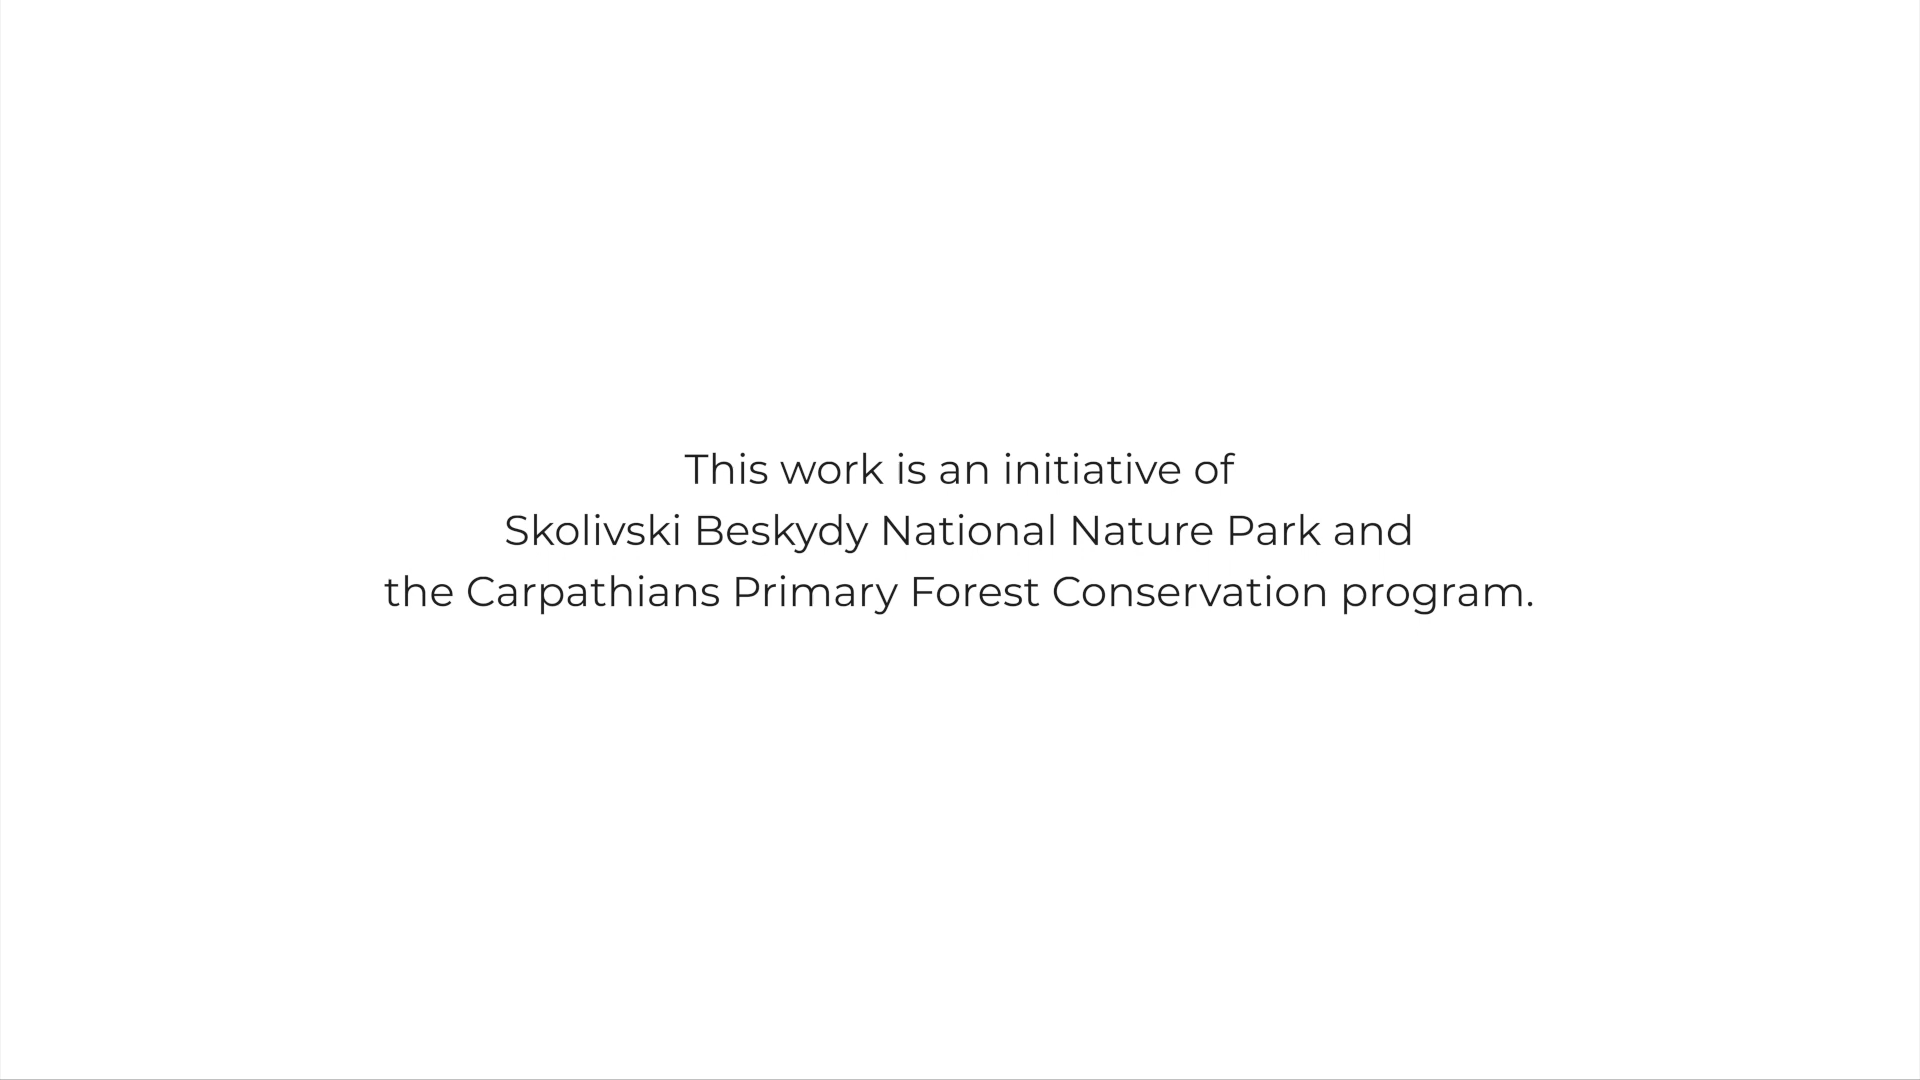 This work is an initiative of
Skolivski Beskydy National Nature Park and
the Carpathians Primary Forest Conservation program.